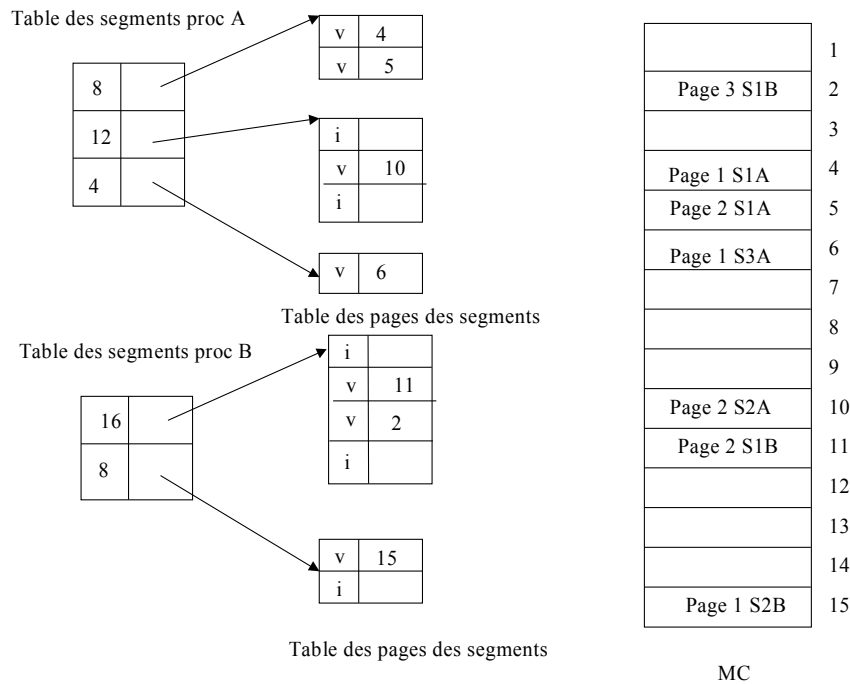 Table des segments proc A
8
12
4
v 4
v 5
i
v 10
i
v 6
Table des pages des segments
Table des segments proc B
16
8
i
v 11
v 2
i
v 15
i
Table des pages des segments
1
Page 3 S1B 2
3
Page 1 S1A 4
Page 2 S1A 5
Page 1 S3A 6
7
8
9
Page 2 S2A 10
Page 2 S1B 11
12
13
14
Page 1 S2B 15
MC